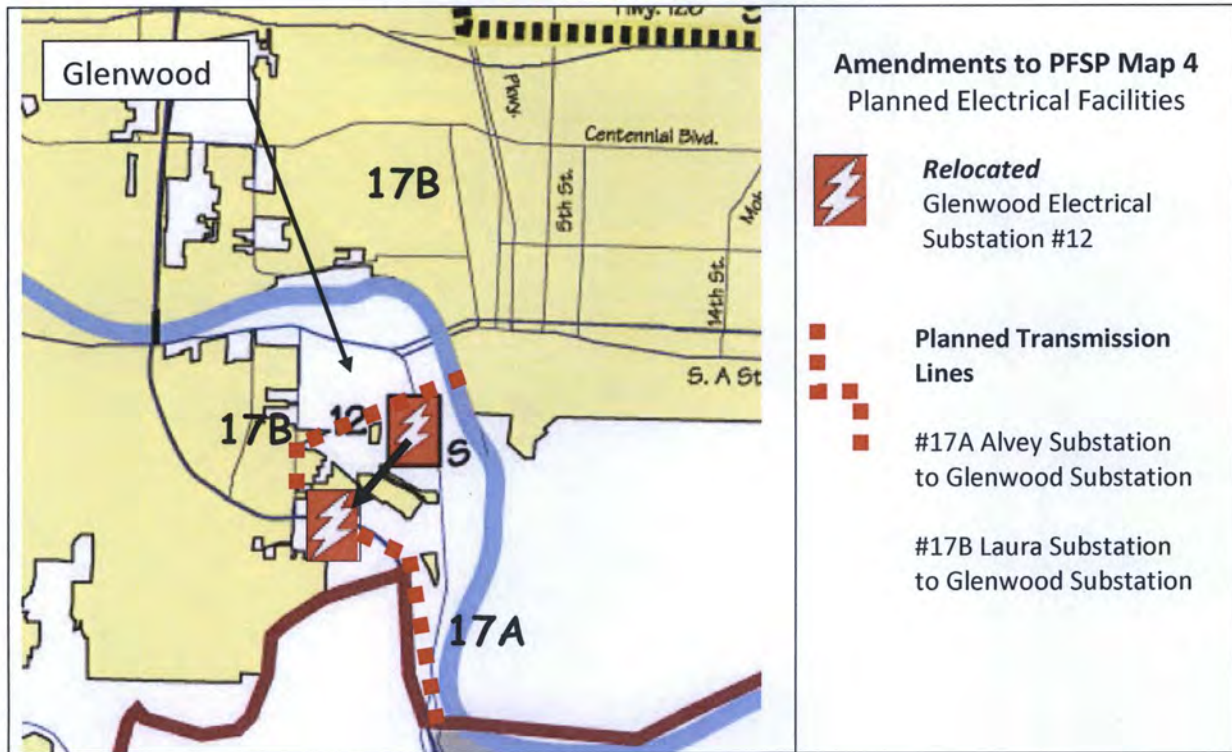 Hwy. 126
Glenwood
Pkwy.
Centennial Blvd.
17B
5th St.
14th St.
S. A St
17B
12
S
17A
Amendments to PFSP Map 4
Planned Electrical Facilities
Relocated
Glenwood Electrical
Substation #12
Planned Transmission
Lines
#17A Alvey Substation
to Glenwood Substation
#17B Laura Substation
to Glenwood Substation